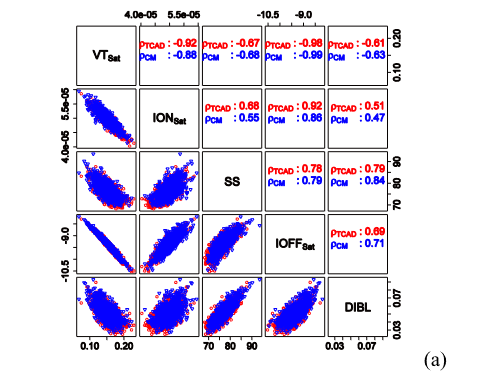 4.0e-05 5.5e-05 -10.5 -9.0
VTSat ρTCAD: -0.92 ρTCAD: -0.67 ρTCAD: -0.98 ρTCAD: -0.61 0.20
ρCM : -0.88 ρCM : -0.68 ρCM : -0.99 ρCM : -0.63 0.10
5.5e-05 IONSat ρTCAD: 0.68 ρTCAD: 0.92 ρTCAD: 0.51
4.0e-05 ρCM : 0.55 ρCM : 0.86 ρCM : 0.47
SS ρTCAD: 0.78 ρTCAD: 0.79 90
ρCM : 0.79 ρCM : 0.84 80
70
-9.0 IOFFSat ρTCAD: 0.69
-10.5 ρCM : 0.71
DIBL 0.07
0.03
0.10 0.20 70 80 90 0.03 0.07
(a)